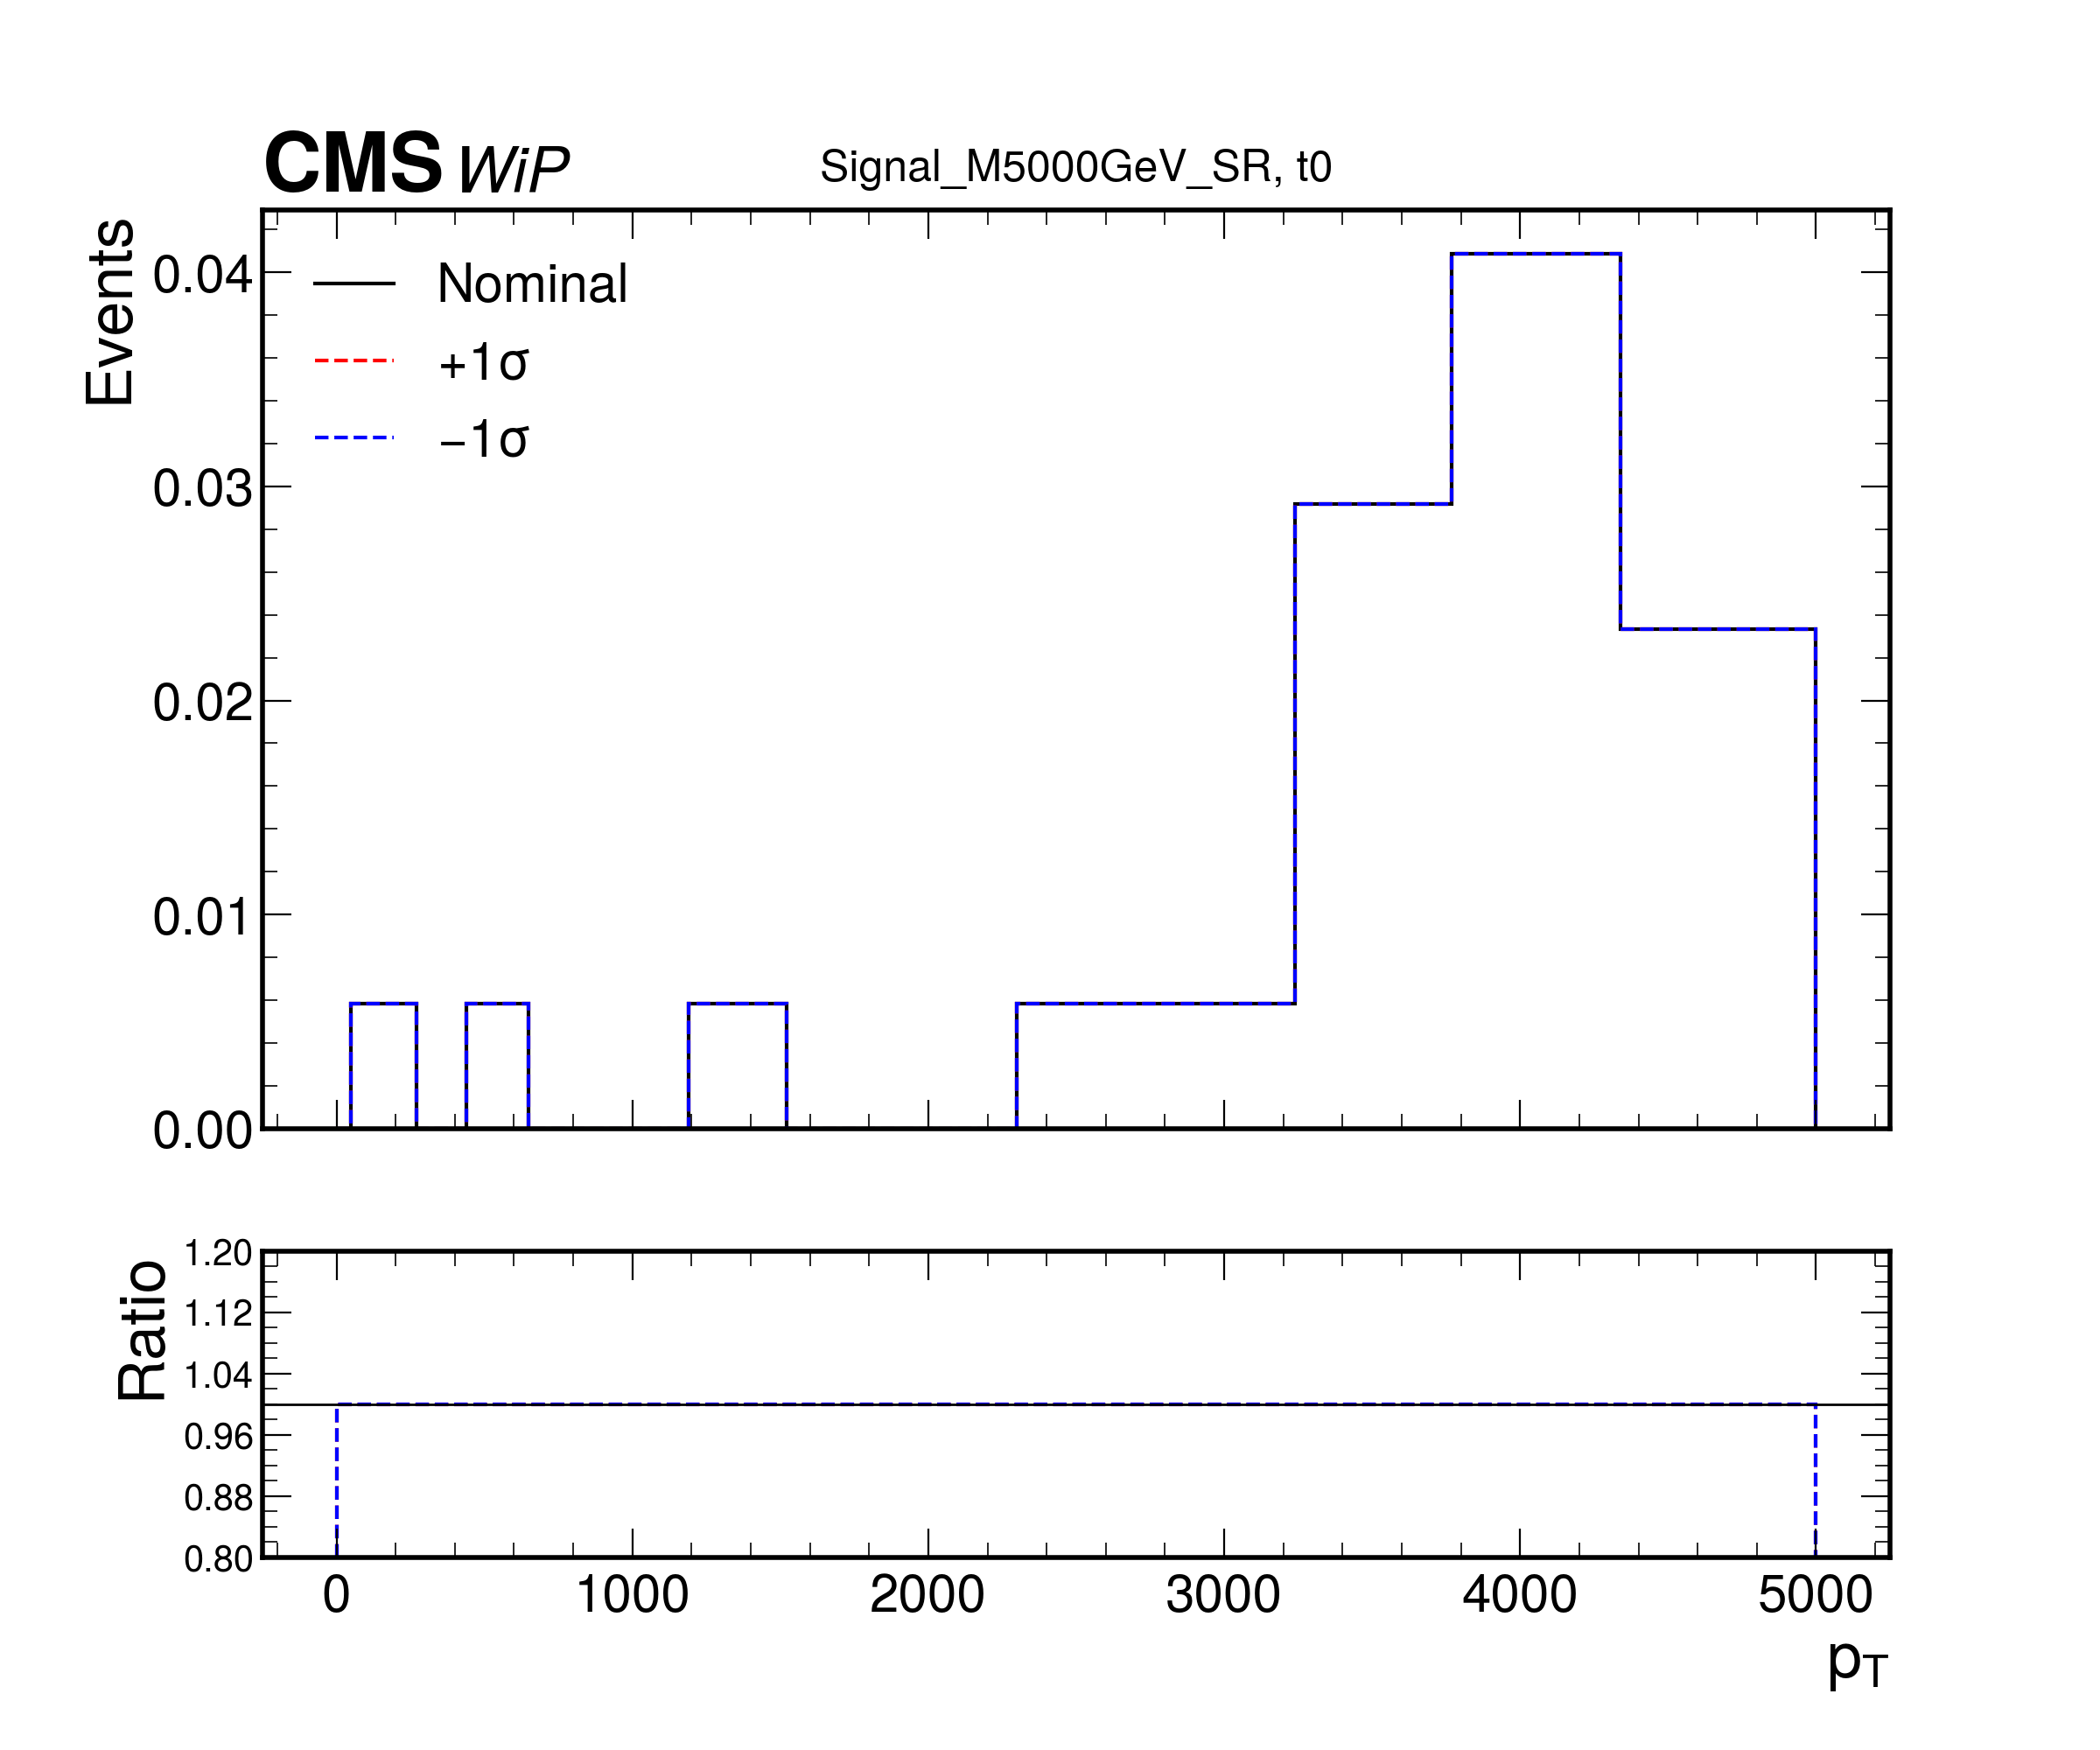 CMS WiP
Signal_M5000GeV_SR, t0
Events
0.04
0.03
0.02
0.01
0.00
Nominal
+1σ
−1σ
Ratio
1.20
1.12
1.04
0.96
0.88
0.80
0 1000 2000 3000 4000 5000
pT